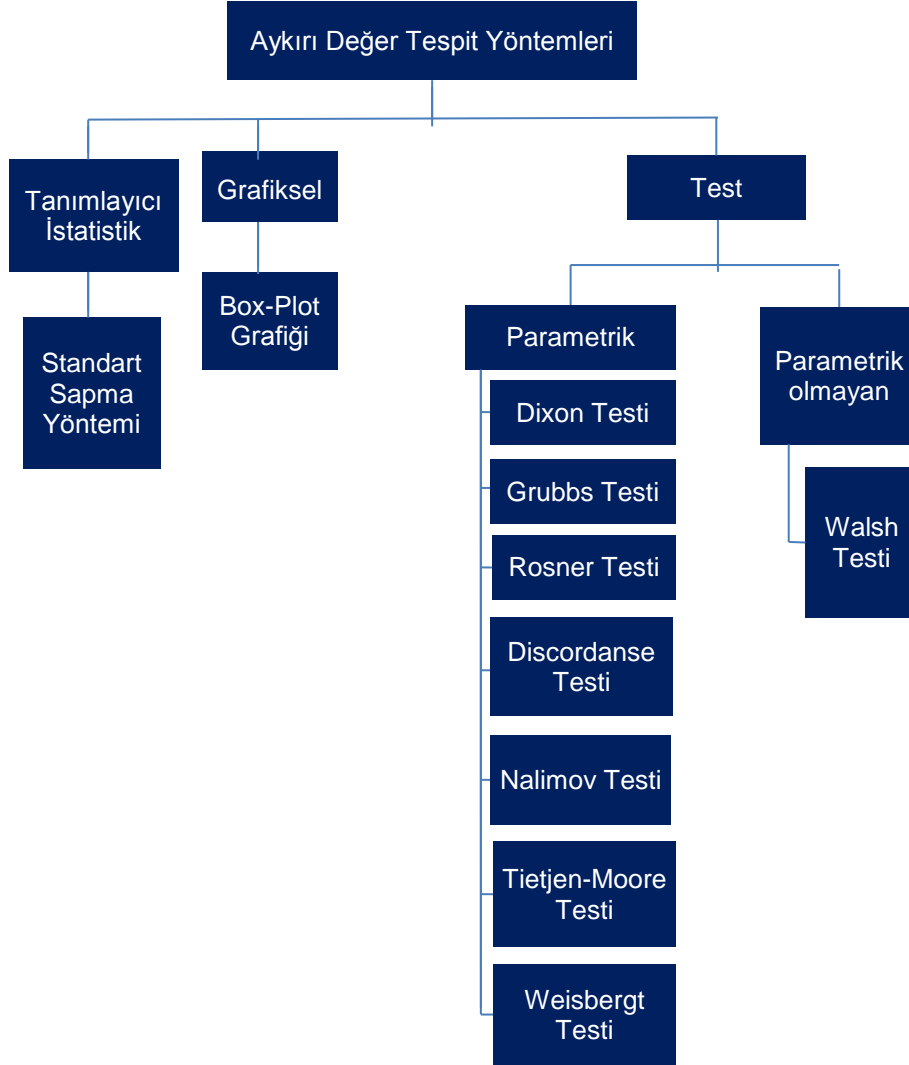 Aykırı Değer Tespit Yöntemleri
Tanımlayıcı
İstatistik
Grafiksel
Test
Standart
Sapma
Yöntemi
Box-Plot
Grafiği
Parametrik
Dixon Testi
Grubbs Testi
Rosner Testi
Discordanse
Testi
Nalimov Testi
Tietjen-Moore
Testi
Weisbergt
Testi
Parametrik
olmayan
Walsh
Testi